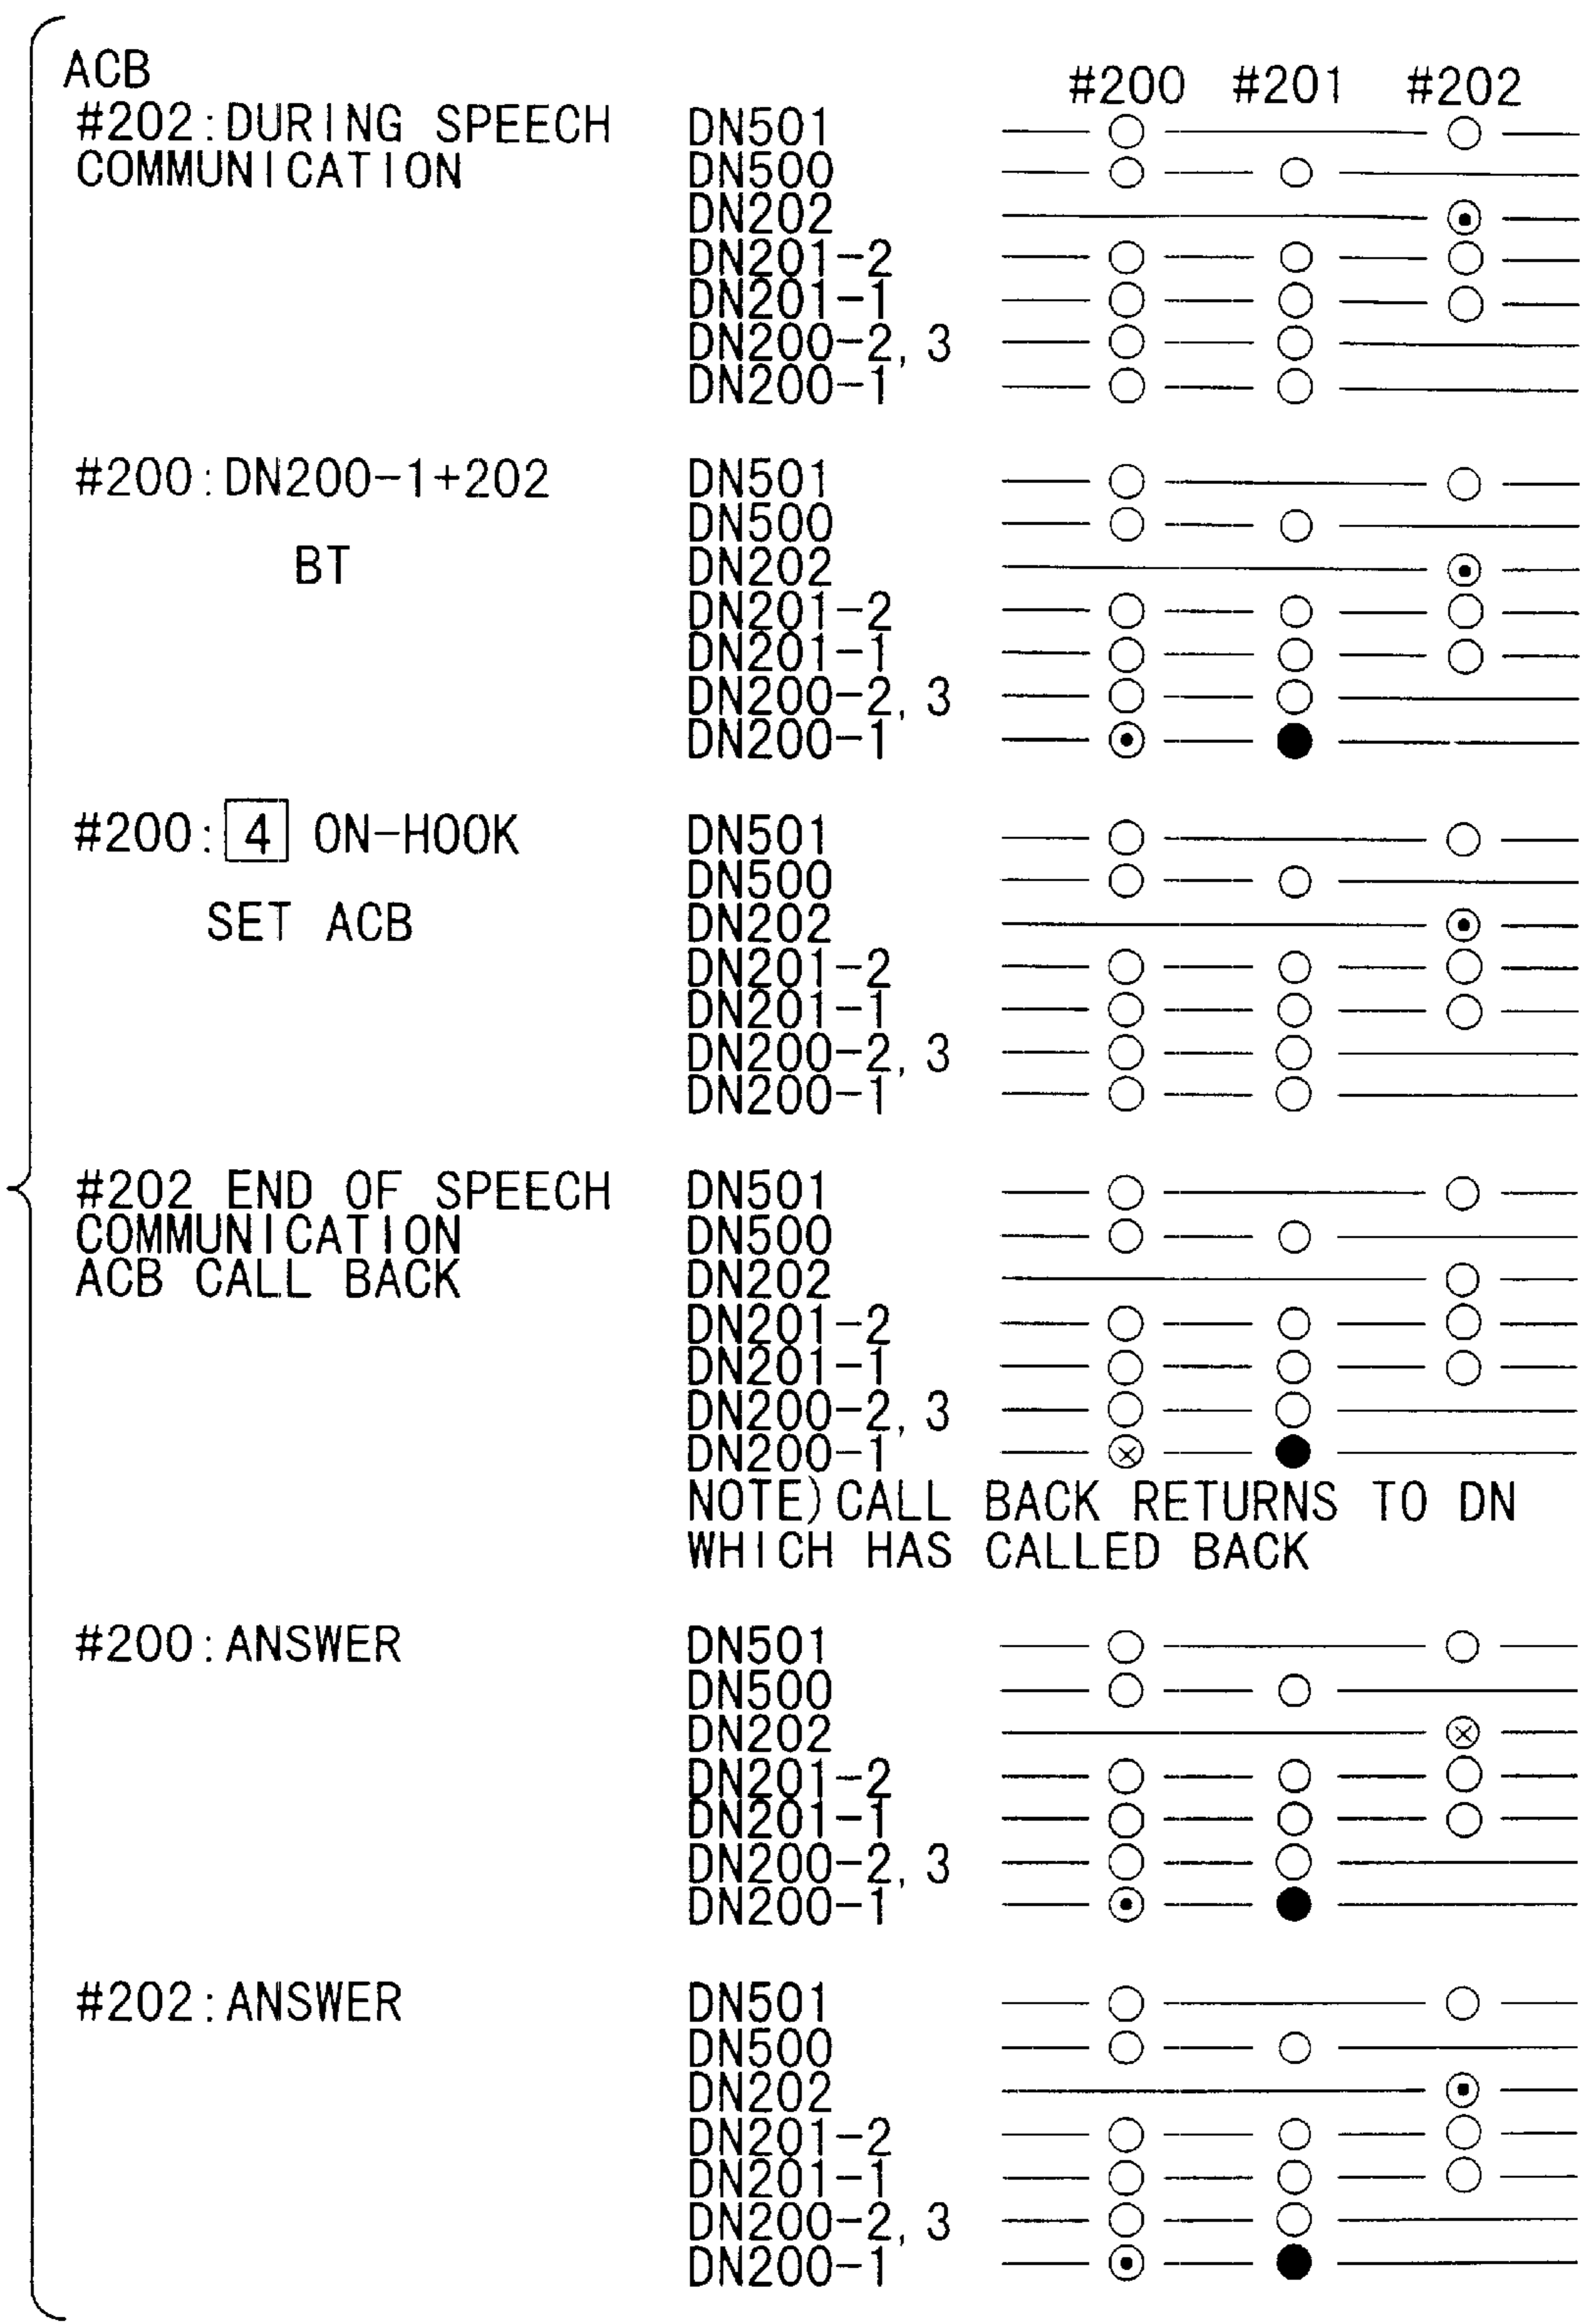 ACB
#200 #201 #202
#202:DURING SPEECH
COMMUNICATION
DN501
DN500
DN202
DN201-2
DN201-1
DN200-2,3
DN200-1
#200:DN200-1+202
BT
DN501
DN500
DN202
DN201-2
DN201-1
DN200-2,3
DN200-1
#200: 4 ON-HOOK
SET ACB
DN501
DN500
DN202
DN201-2
DN201-1
DN200-2,3
DN200-1
#202 END OF SPEECH
COMMUNICATION
ACB CALL BACK
DN501
DN500
DN202
DN201-2
DN201-1
DN200-2,3
DN200-1
NOTE)CALL BACK RETURNS TO DN
WHICH HAS CALLED BACK
#200:ANSWER
DN501
DN500
DN202
DN201-2
DN201-1
DN200-2,3
DN200-1
#202:ANSWER
DN501
DN500
DN202
DN201-2
DN201-1
DN200-2,3
DN200-1